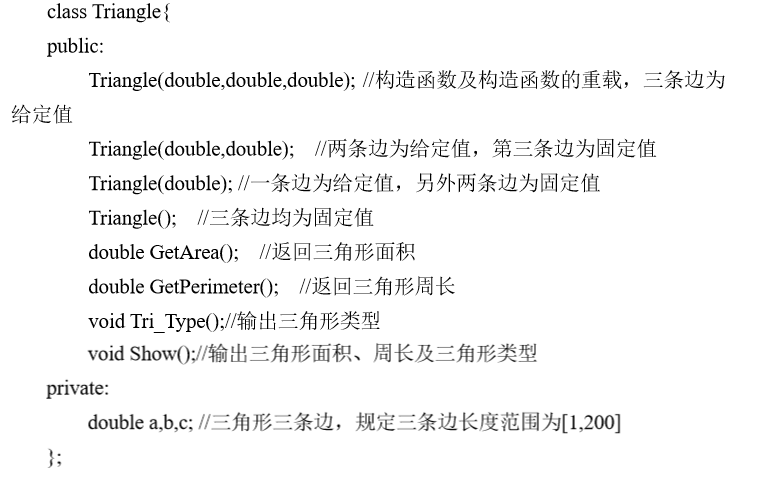 class Triangle{
public:
Triangle(double,double,double); //构造函数及构造函数的重载，三条边为
给定值
Triangle(double,double); //两条边为给定值，第三条边为固定值
Triangle(double); //一条边为给定值，另外两条边为固定值
Triangle(); //三条边均为固定值
double GetArea(); //返回三角形面积
double GetPerimeter(); //返回三角形周长
void Tri_Type();//输出三角形类型
void Show();//输出三角形面积、周长及三角形类型
private:
double a,b,c; //三角形三条边，规定三条边长度范围为[1,200]
};